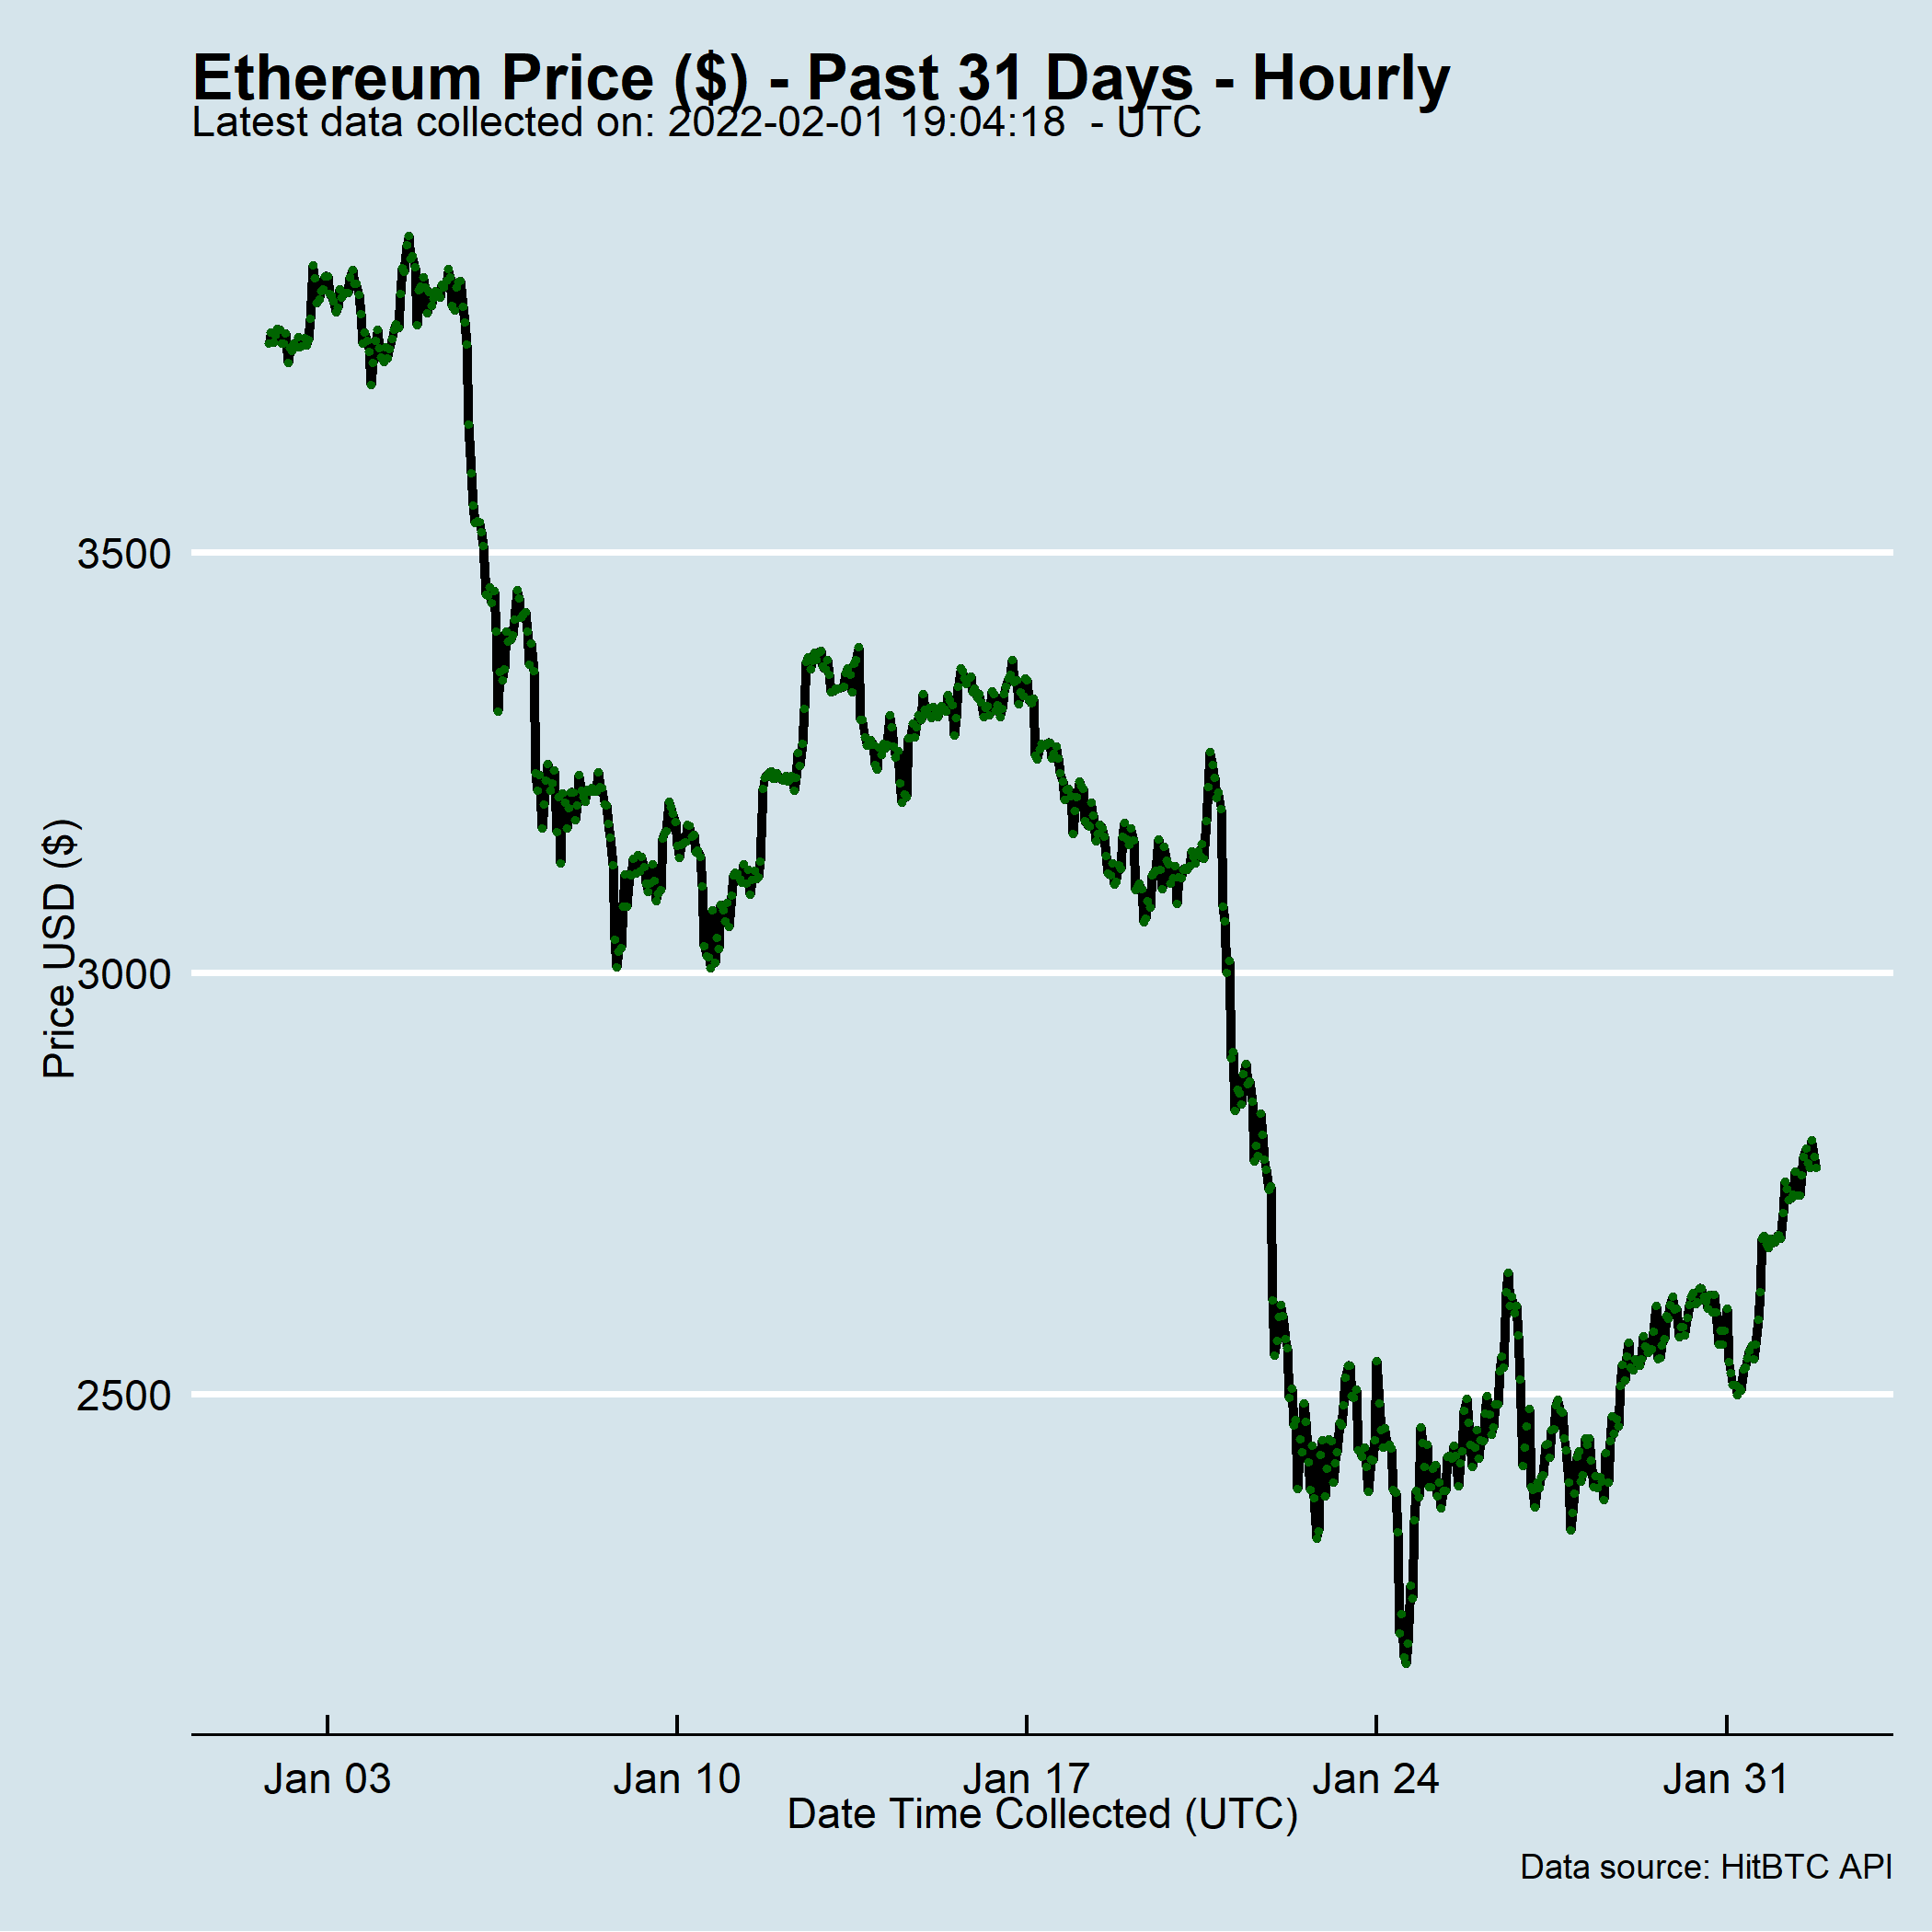 Ethereum Price ($) - Past 31 Days - Hourly
Latest data collected on: 2022-02-01 19:04:18 - UTC
Price USD ($)
3500
3000
2500
Jan 03
Jan 10
Jan 17
Jan 24
Jan 31
Date Time Collected (UTC)
Data source: HitBTC API